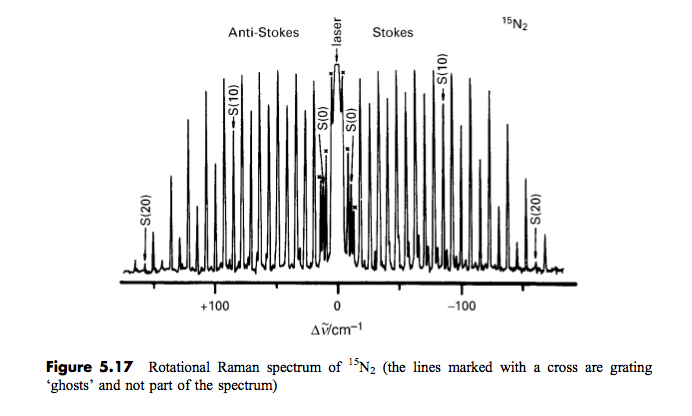 Anti-Stokes
laser
Stokes
¹⁵N₂
S(20)
S(10)
S(0)
S(0)
S(10)
S(20)
+100
0
−100
Δν̃/cm⁻¹
Figure 5.17 Rotational Raman spectrum of ¹⁵N₂ (the lines marked with a cross are grating
‘ghosts’ and not part of the spectrum)